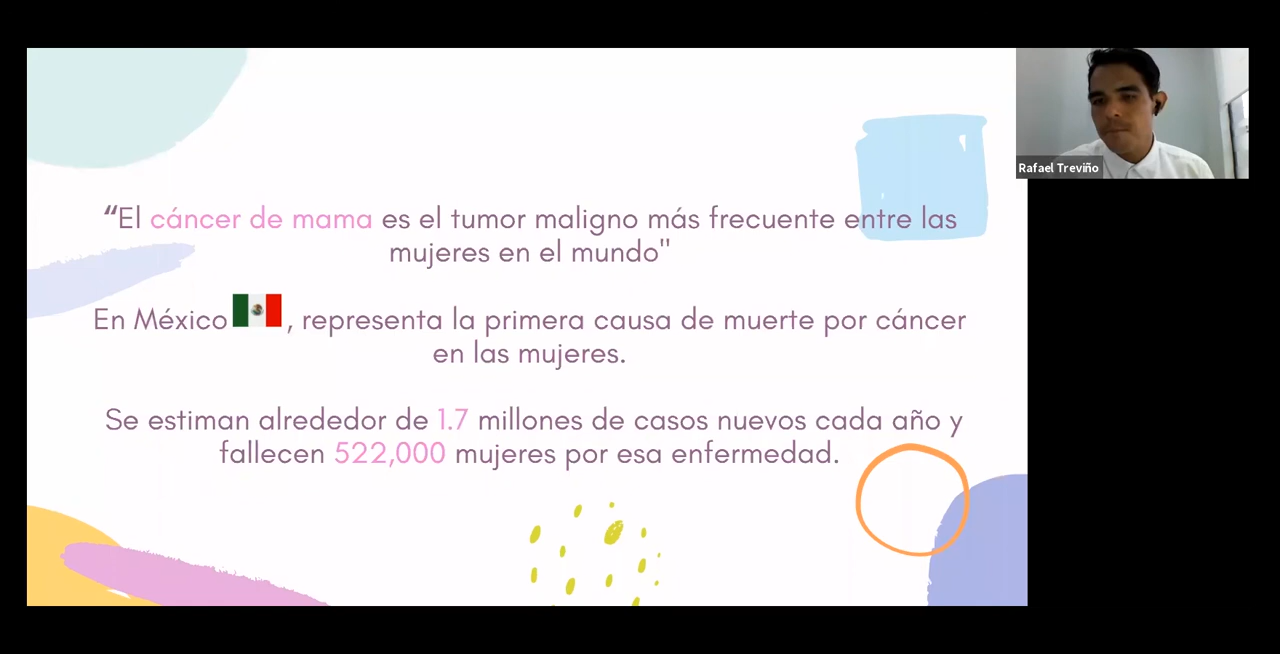 “El cáncer de mama es el tumor maligno más frecuente entre las
mujeres en el mundo"
En México , representa la primera causa de muerte por cáncer
en las mujeres.
Se estiman alrededor de 1.7 millones de casos nuevos cada año y
fallecen 522,000 mujeres por esa enfermedad.
Rafael Treviño